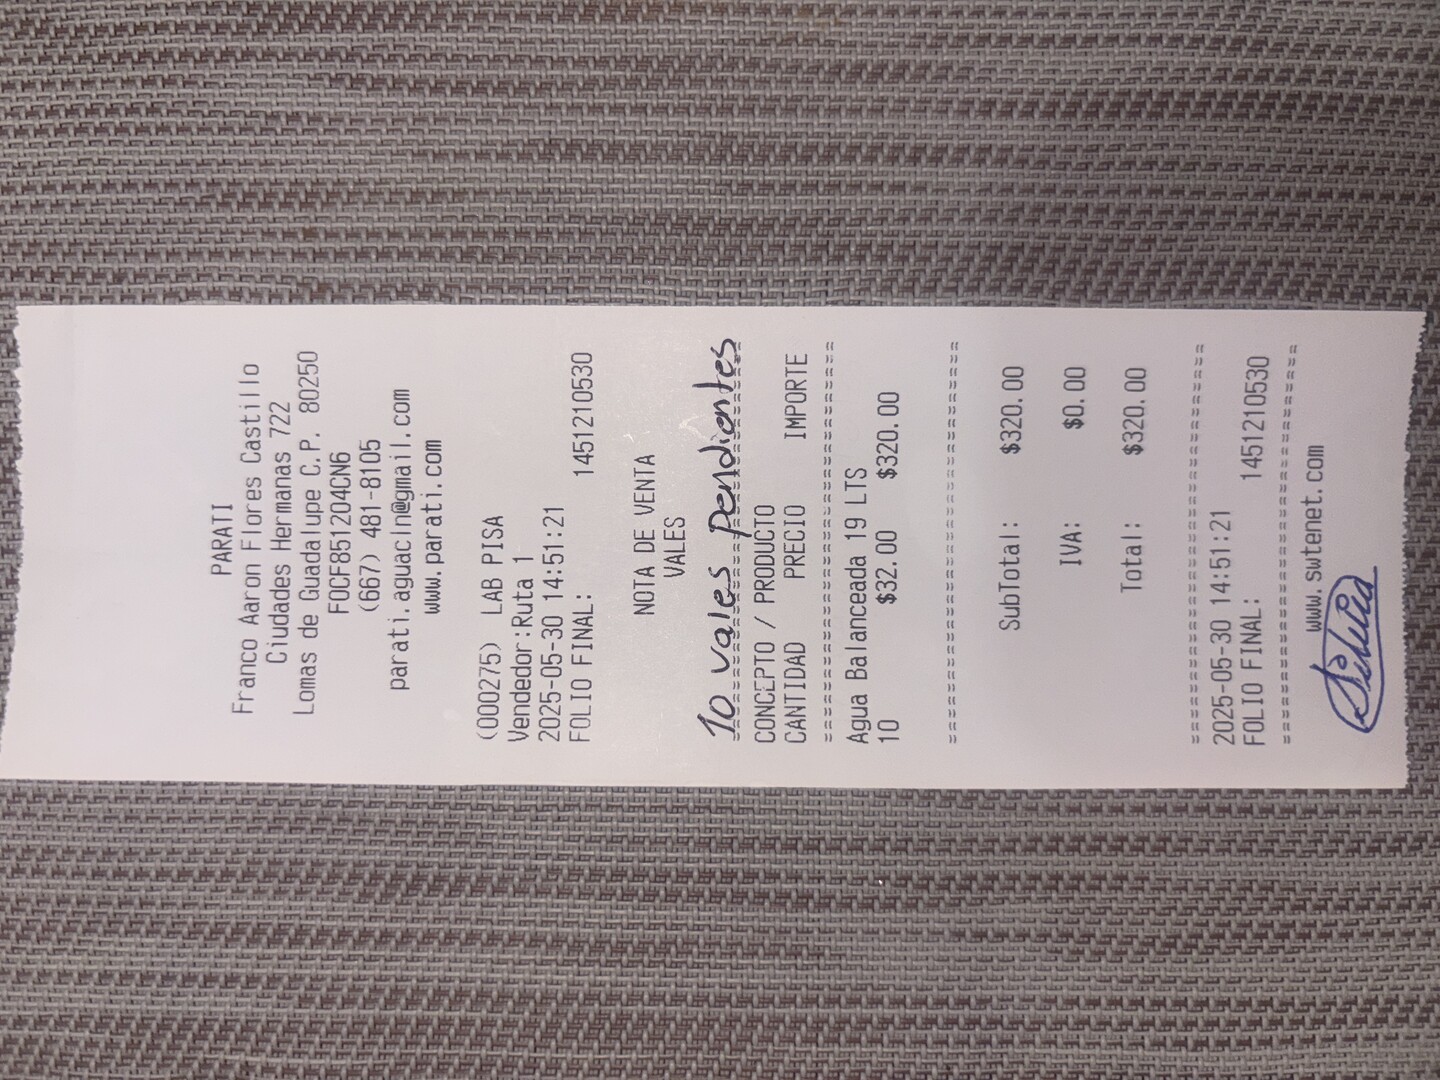 PARATI
Franco Aaron Flores Castillo
Ciudades Hermanas 722
Lomas de Guadalupe C.P. 80250
FOCF851204CN6
(667) 481-8105
parati.aguacln@gmail.com
www.parati.com
(000275) LAB PISA
Vendedor:Ruta 1
2025-05-30 14:51:21
FOLIO FINAL: 1451210530
NOTA DE VENTA
VALES
10 vales pendientes
CONCEPTO / PRODUCTO
CANTIDAD PRECIO IMPORTE
Agua Balanceada 19 LTS
10 $32.00 $320.00
SubTotal: $320.00
IVA: $0.00
Total: $320.00
2025-05-30 14:51:21
FOLIO FINAL: 1451210530
www.swtenet.com